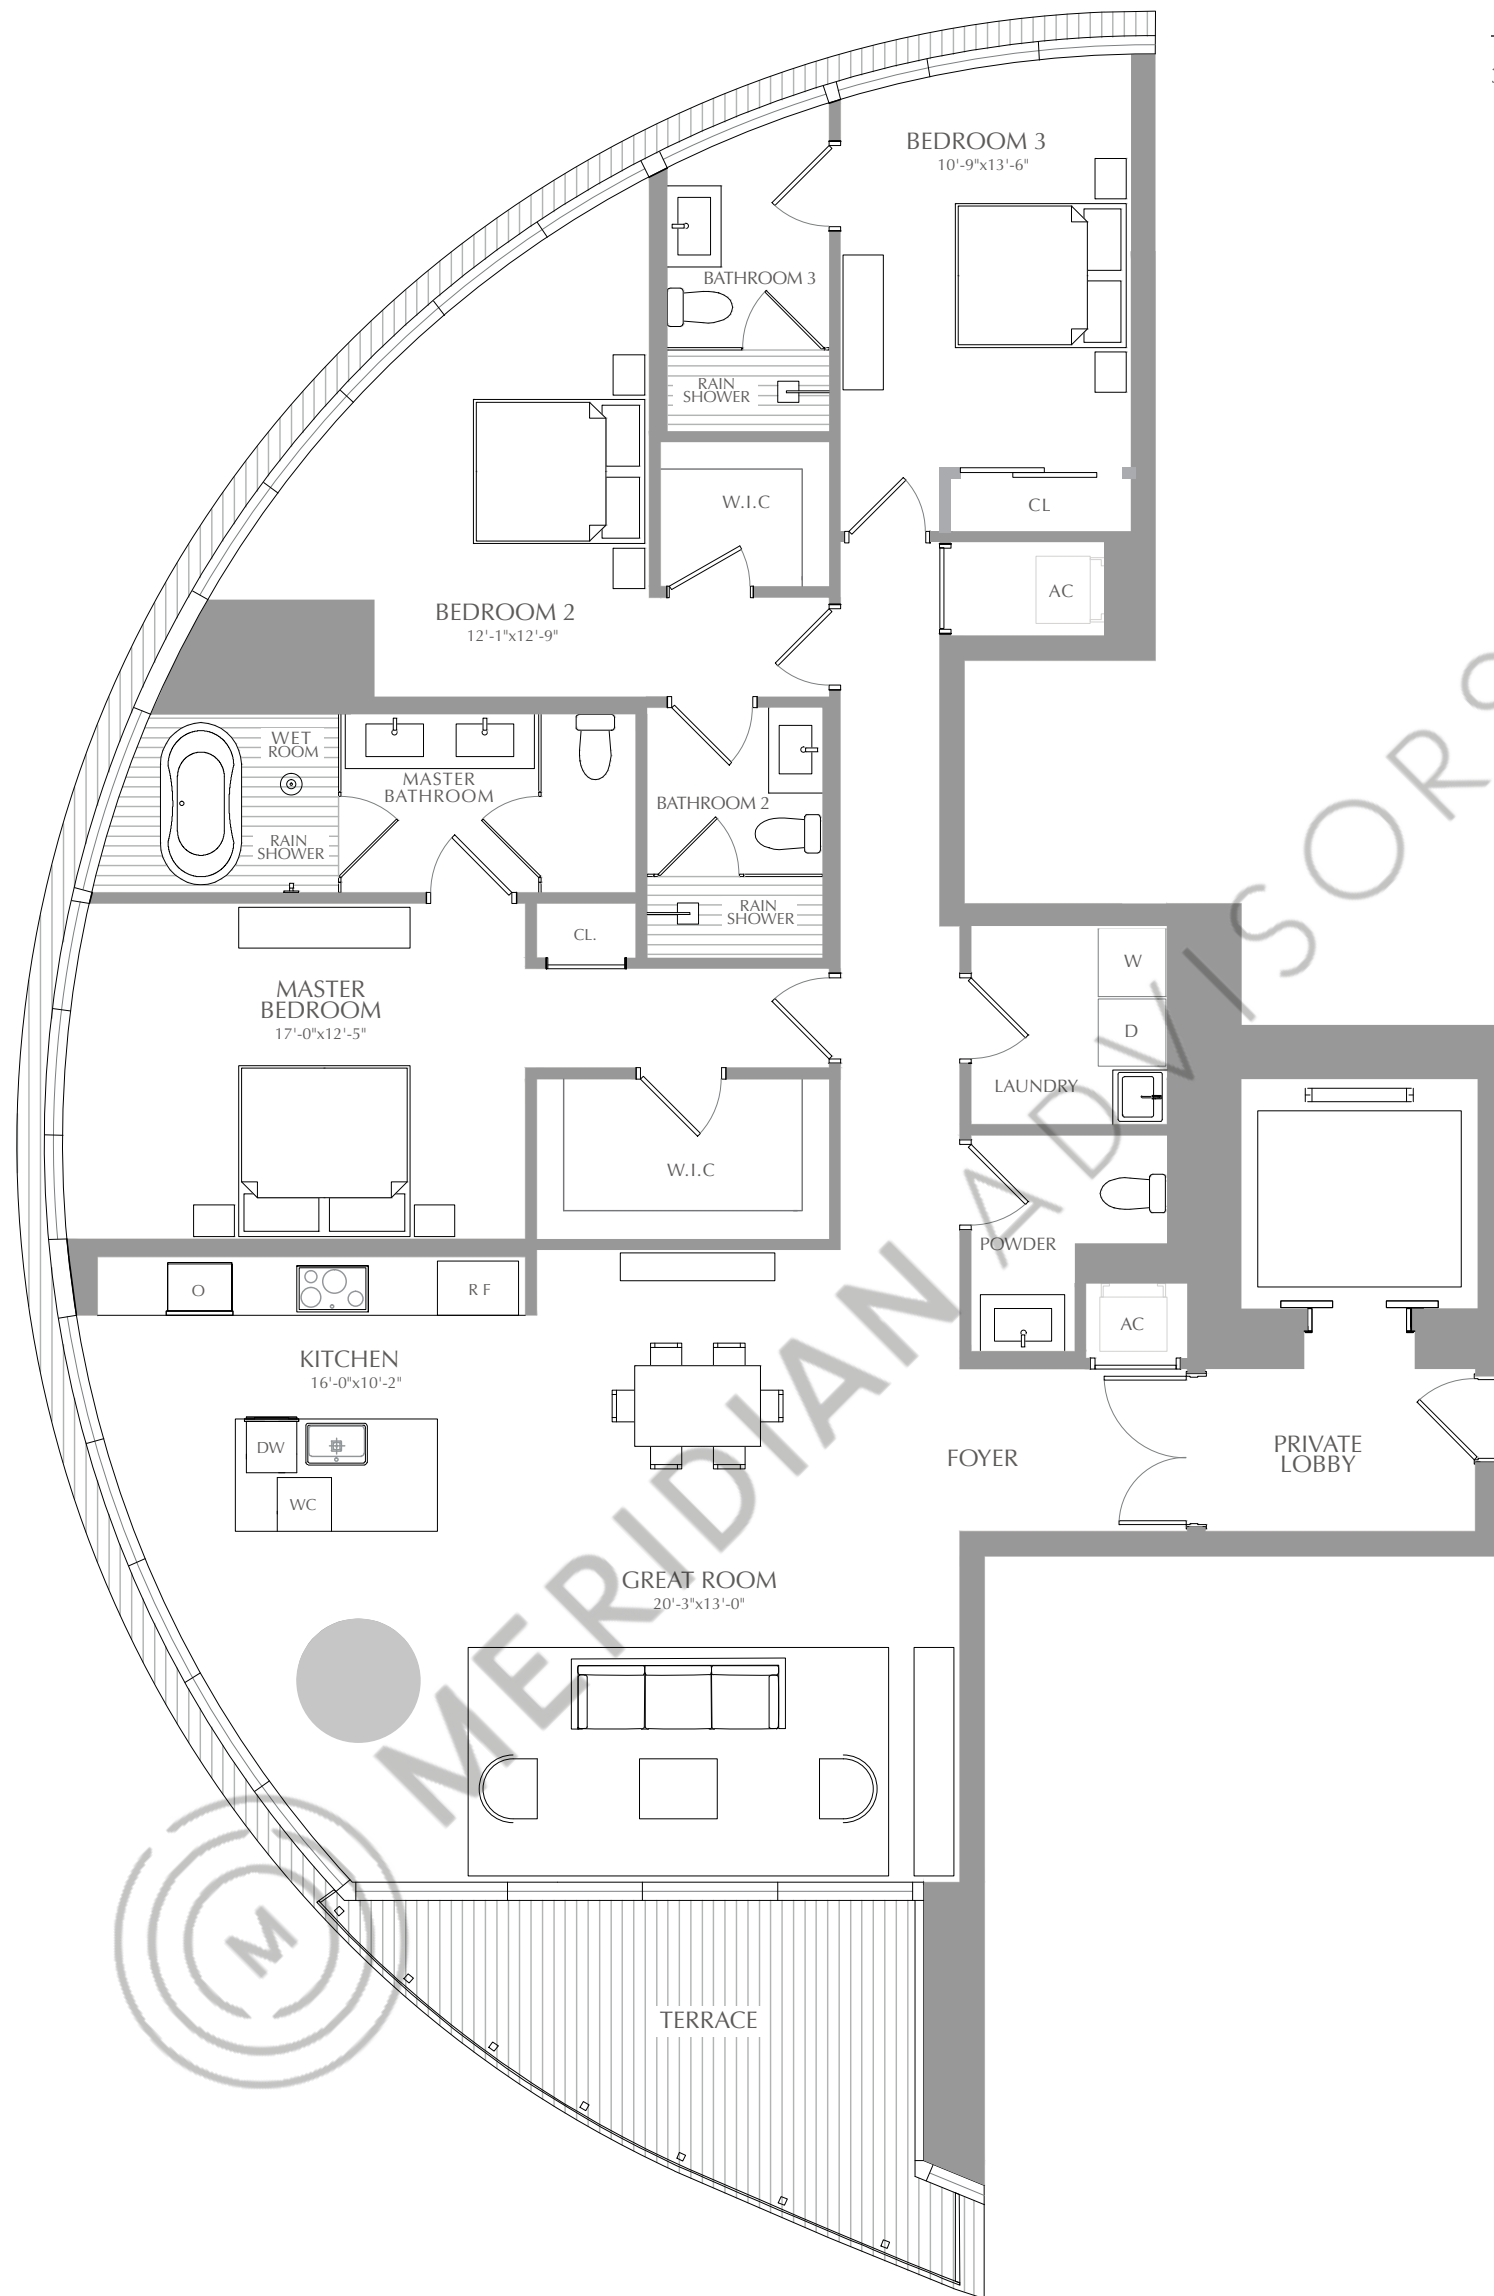 BEDROOM 3
10'-9"x13'-6"
BATHROOM 3
RAIN
SHOWER
W.I.C
CL
AC
BEDROOM 2
12'-1"x12'-9"
WET
ROOM
MASTER
BATHROOM
RAIN
SHOWER
BATHROOM 2
RAIN
SHOWER
CL.
W
MASTER
BEDROOM
17'-0"x12'-5"
D
LAUNDRY
W.I.C
POWDER
O
R F
AC
KITCHEN
16'-0"x10'-2"
DW
WC
FOYER
PRIVATE
LOBBY
GREAT ROOM
20'-3"x13'-0"
TERRACE
M MERIDIAN ADVISORS